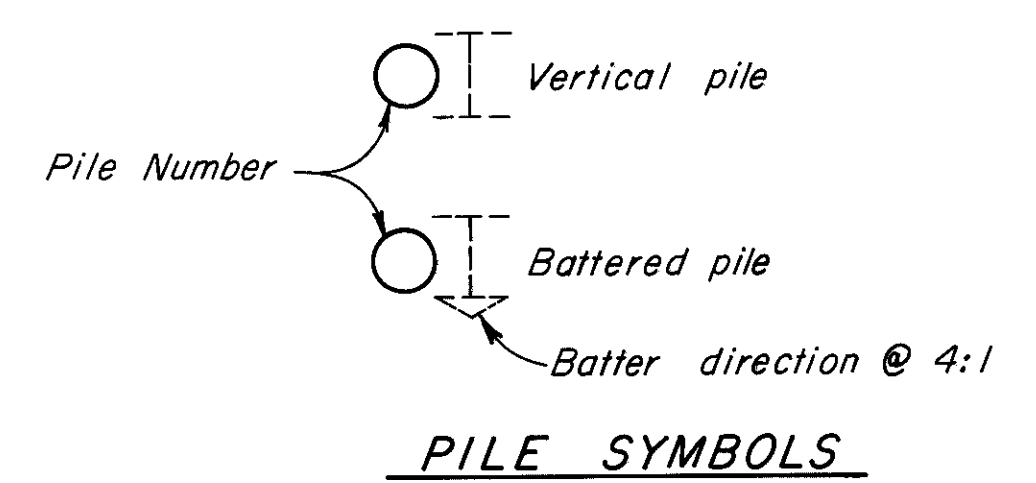 Vertical pile
Pile Number
Battered pile
Batter direction @ 4:1
PILE SYMBOLS